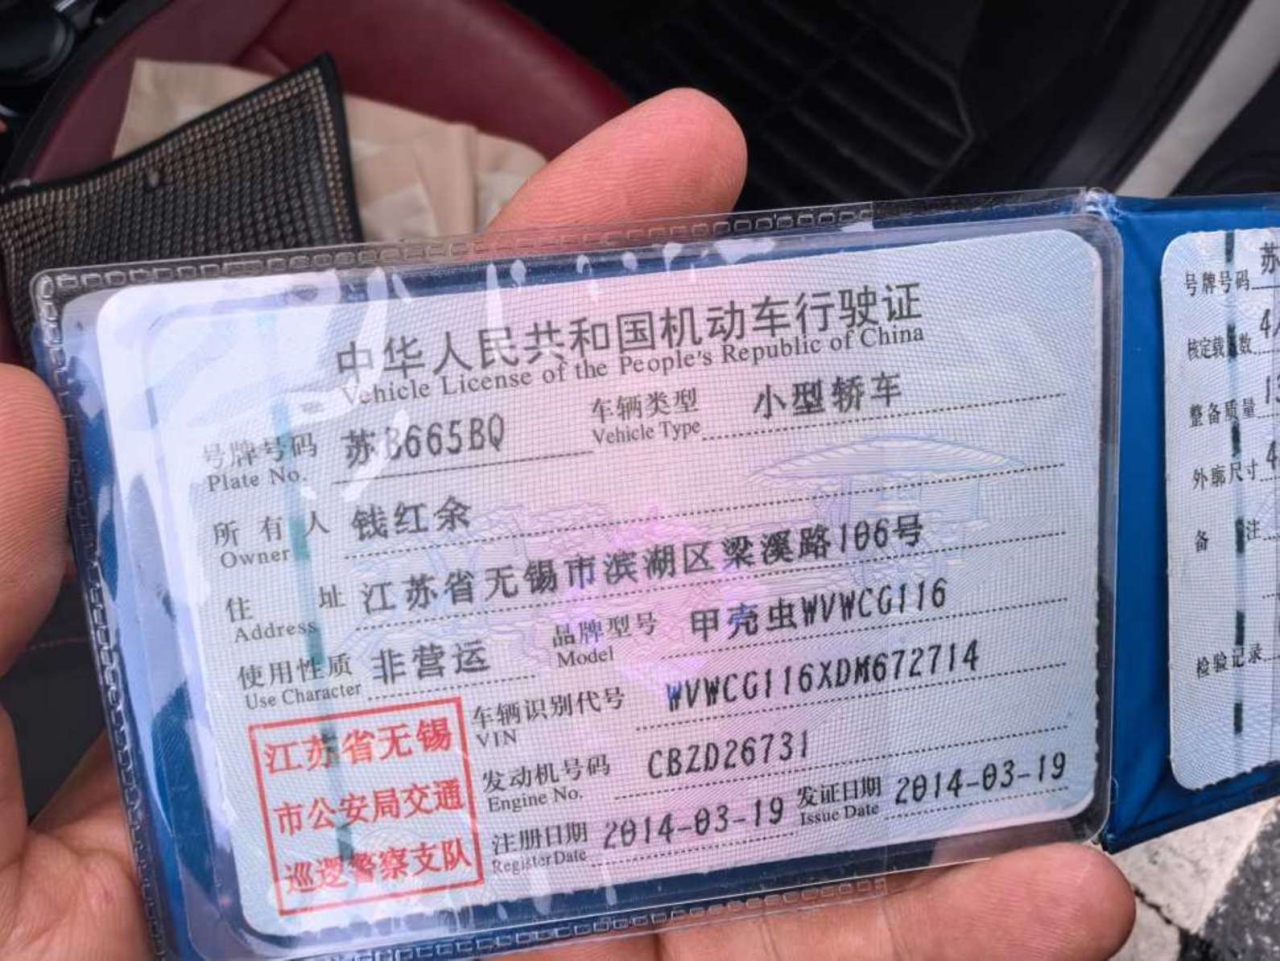 中华人民共和国机动车行驶证
Vehicle License of the People's Republic of China
号牌号码 苏B665BQ 车辆类型 小型轿车
Plate No. Vehicle Type
所有人 钱红余
Owner
住址 江苏省无锡市滨湖区梁溪路106号
Address
使用性质 非营运 品牌型号 甲壳虫WVWCG116
Use Character Model
车辆识别代号 WVWCG116XDM672714
VIN
发动机号码 CBZD26731
Engine No.
注册日期 2014-03-19 发证日期 2014-03-19
Register Date Issue Date
江苏省无锡
市公安局交通
巡逻警察支队
号牌号码 苏
核定载 数 4
整备质量
外廓尺寸 4
备注
检验记录